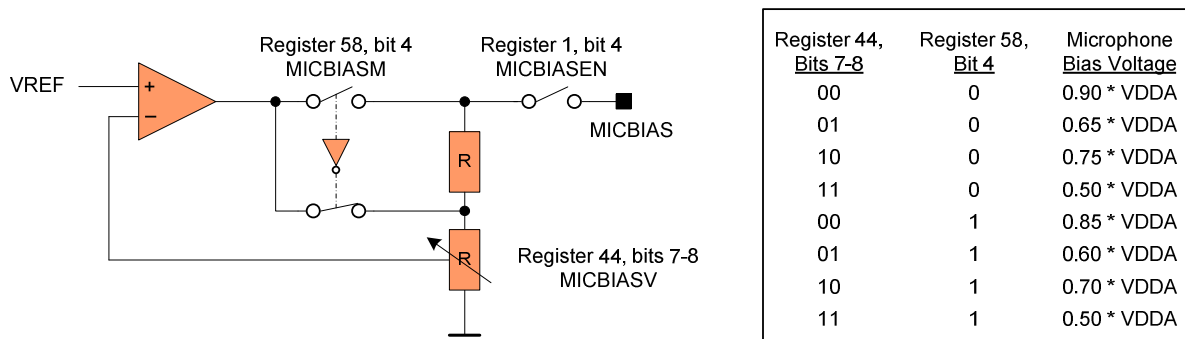 Register 58, bit 4
MICBIASM
Register 1, bit 4
MICBIASEN
VREF
+
−
MICBIAS
R
R
Register 44, bits 7-8
MICBIASV
Register 44, Register 58, Microphone
Bits 7-8 Bit 4 Bias Voltage
00 0 0.90 * VDDA
01 0 0.65 * VDDA
10 0 0.75 * VDDA
11 0 0.50 * VDDA
00 1 0.85 * VDDA
01 1 0.60 * VDDA
10 1 0.70 * VDDA
11 1 0.50 * VDDA